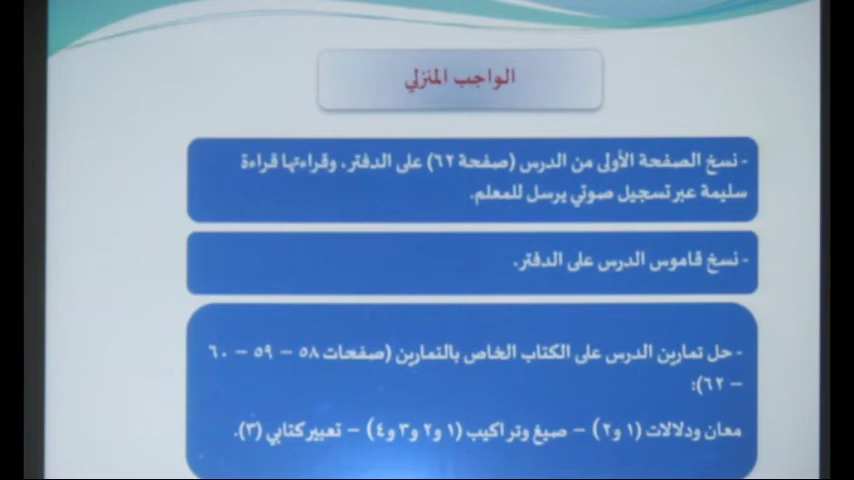 الواجب المنزلي
- نسخ الصفحة الأولى من الدرس (صفحة ٦٢) على الدفتر، وقراءتها قراءة
سليمة عبر تسجيل صوتي يرسل للمعلم.
- نسخ قاموس الدرس على الدفتر.
- حل تمارين الدرس على الكتاب الخاص بالتمارين (صفحات ٥٨ – ٥٩ – ٦٠
– ٦٢):
معان ودلالات (١ و٢) – صيغ وتراكيب (١ و٢ و٣ و٤) – تعبير كتابي (٣).